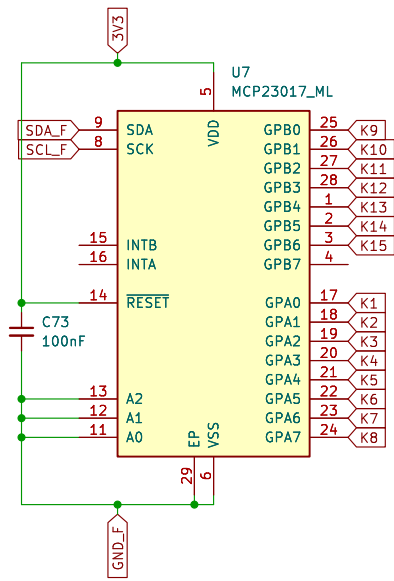 3V3
U7
MCP23017_ML
5
VDD
SDA_F 9 SDA GPB0 25 K9
SCL_F 8 SCK GPB1 26 K10
GPB2 27 K11
GPB3 28 K12
GPB4 1 K13
GPB5 2 K14
15 INTB GPB6 3 K15
16 INTA GPB7 4
14 RESET GPA0 17 K1
GPA1 18 K2
C73
100nF
GPA2 19 K3
GPA3 20 K4
GPA4 21 K5
13 A2 GPA5 22 K6
12 A1 GPA6 23 K7
11 A0 GPA7 24 K8
EP
VSS
29
6
GND_F